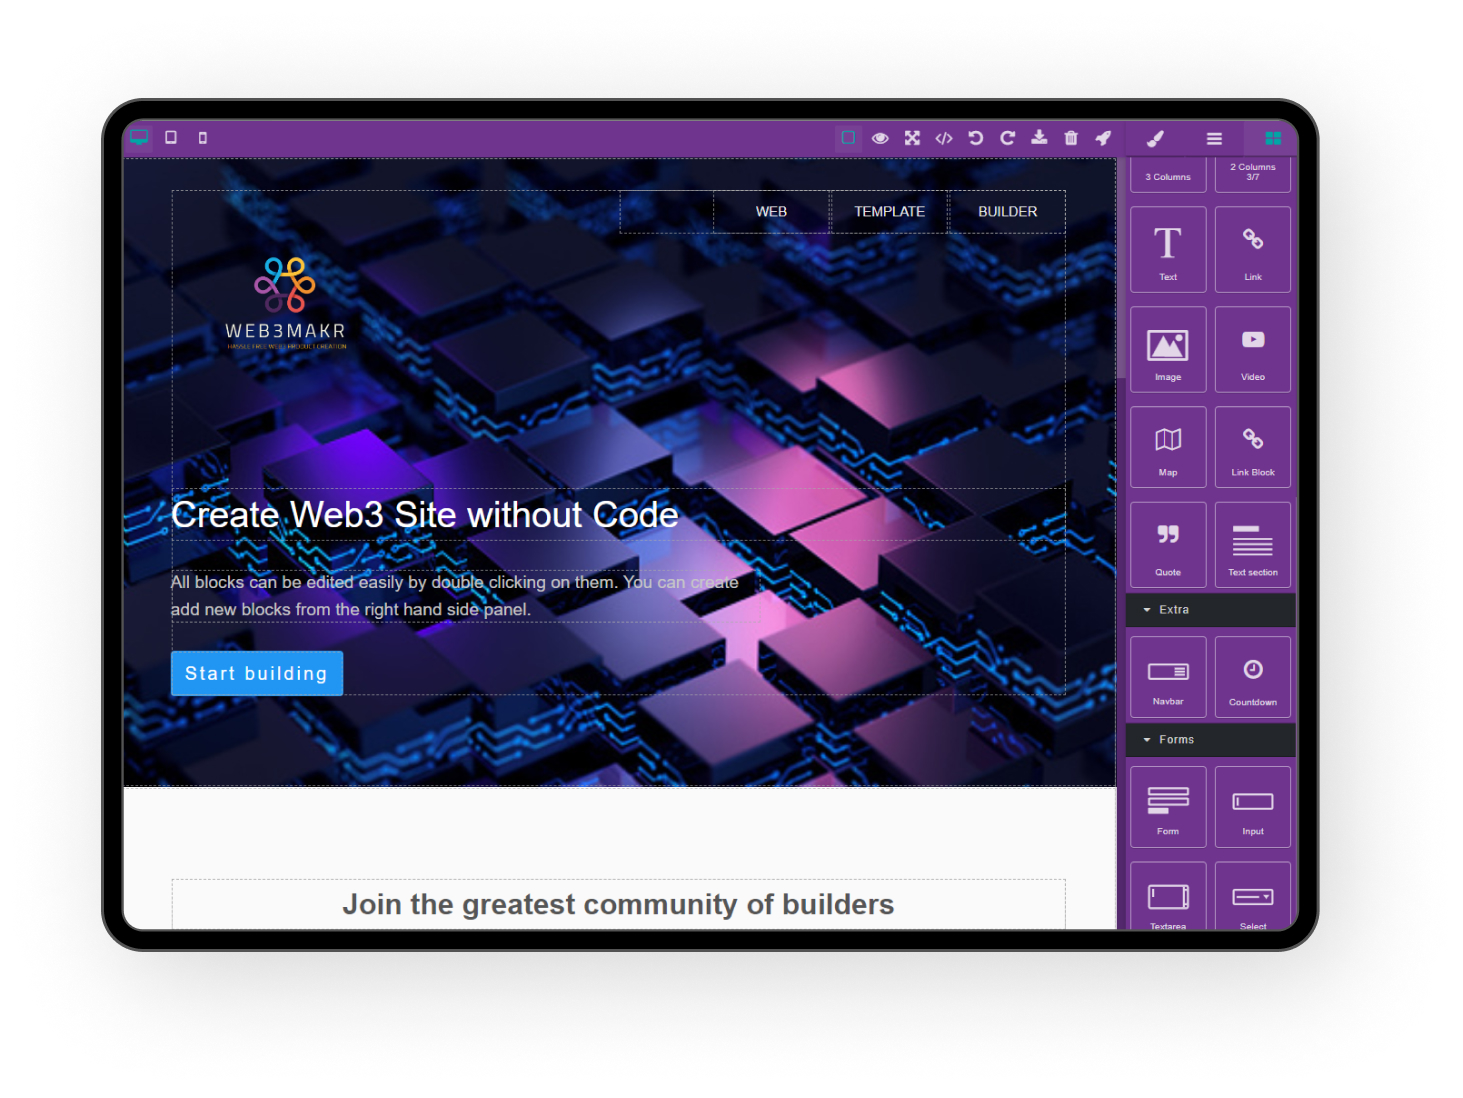 WEB
TEMPLATE
BUILDER
WEB3MAKR
HASSLE FREE WEB3 PRODUCT CREATION
Create Web3 Site without Code
All blocks can be edited easily by double clicking on them. You can create
add new blocks from the right hand side panel.
Start building
Join the greatest community of builders
3 Columns
2 Columns
3/7
Text
Link
Image
Video
Map
Link Block
Quote
Text section
Extra
Navbar
Countdown
Forms
Form
Input
Textarea
Select